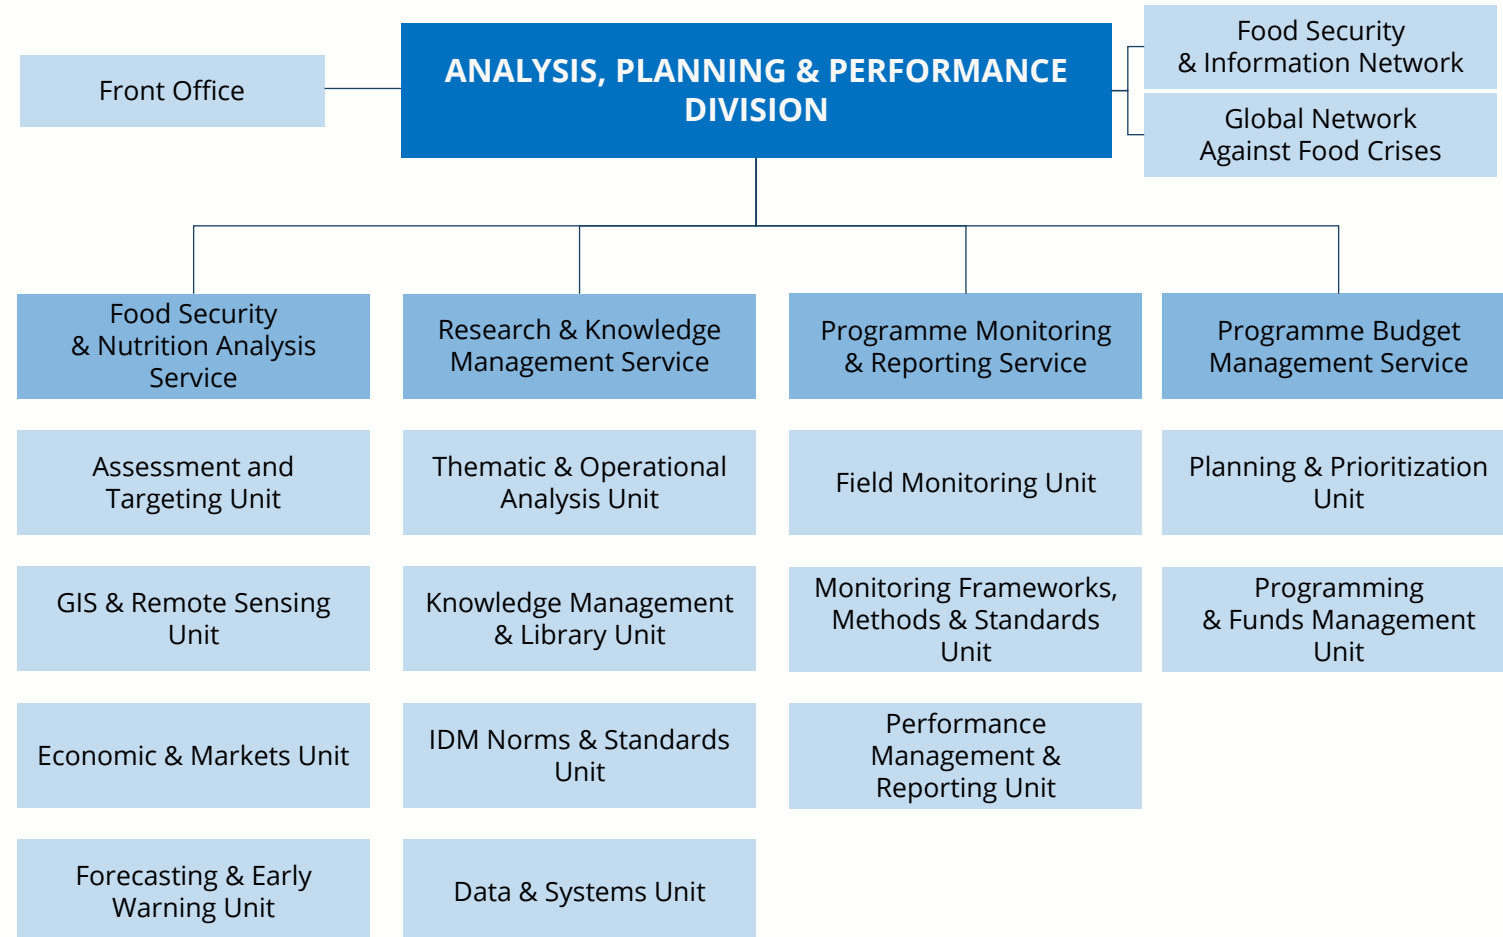 Front Office
ANALYSIS, PLANNING & PERFORMANCE
DIVISION
Food Security
& Information Network
Global Network
Against Food Crises
Food Security
& Nutrition Analysis
Service
Assessment and
Targeting Unit
GIS & Remote Sensing
Unit
Economic & Markets Unit
Forecasting & Early
Warning Unit
Research & Knowledge
Management Service
Thematic & Operational
Analysis Unit
Knowledge Management
& Library Unit
IDM Norms & Standards
Unit
Data & Systems Unit
Programme Monitoring
& Reporting Service
Field Monitoring Unit
Monitoring Frameworks,
Methods & Standards
Unit
Performance
Management &
Reporting Unit
Programme Budget
Management Service
Planning & Prioritization
Unit
Programming
& Funds Management
Unit